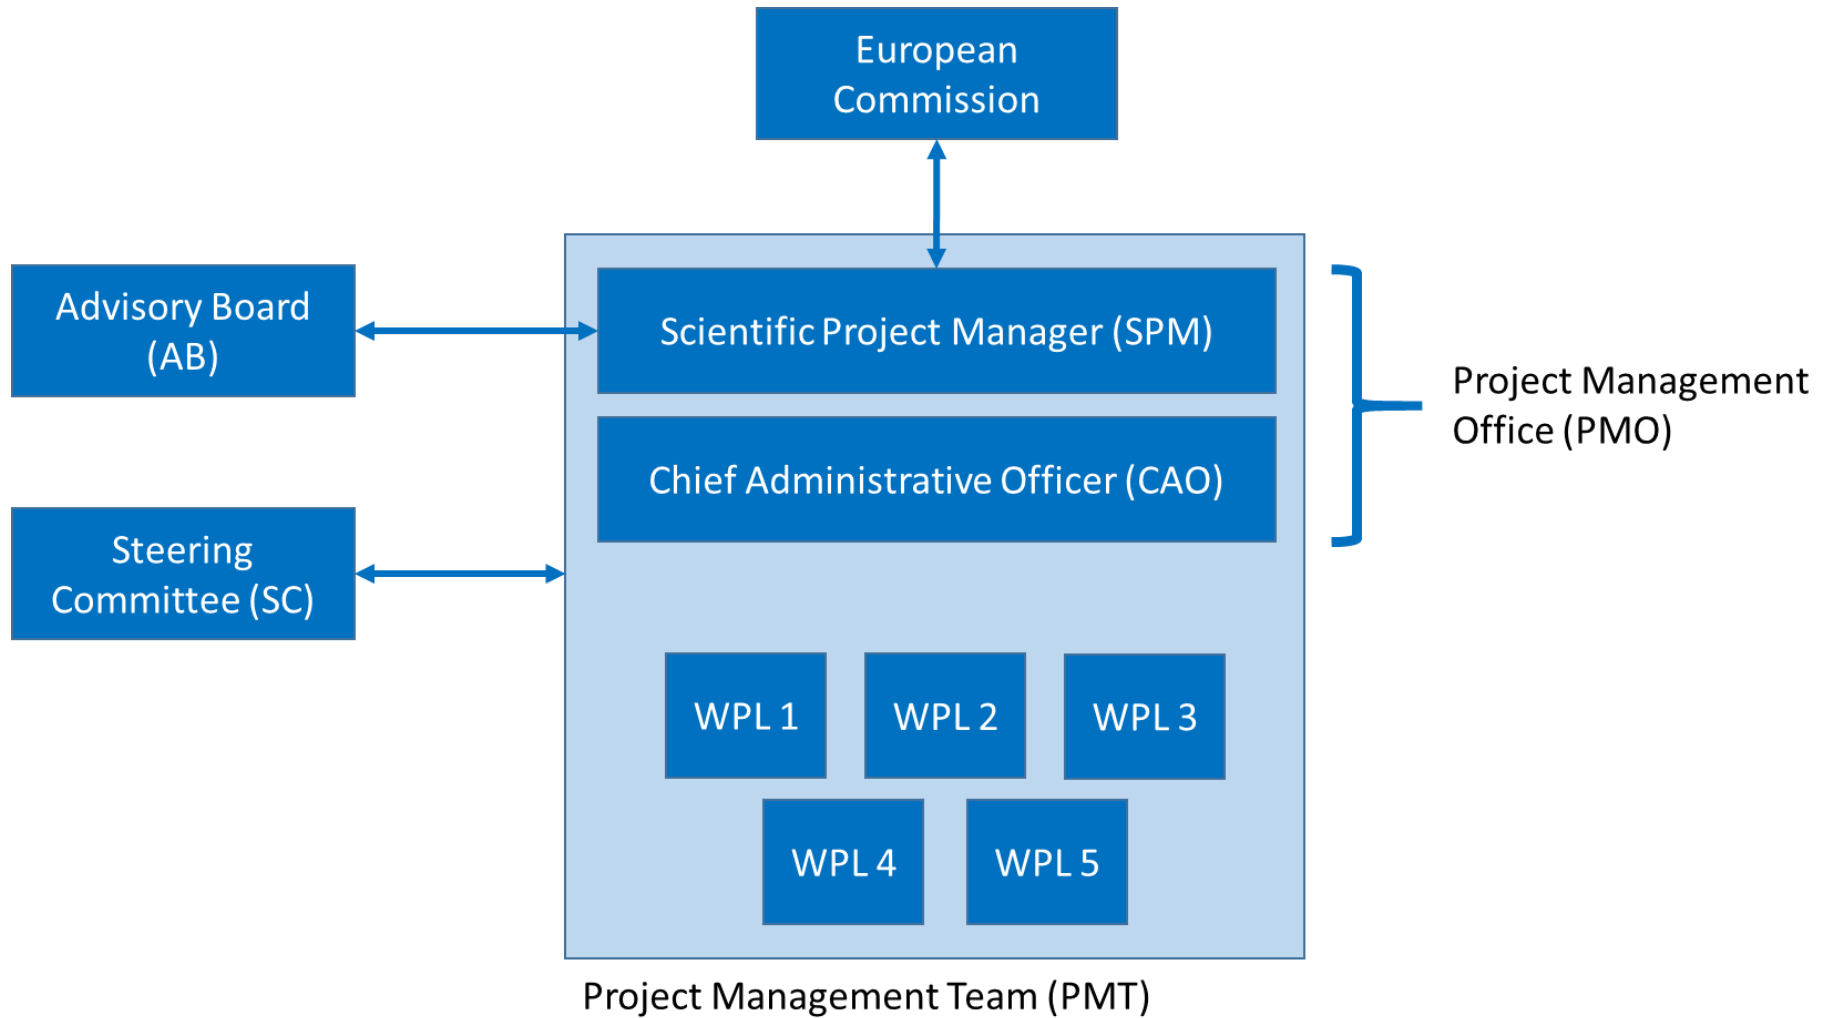 European
Commission
Advisory Board
(AB)
Scientific Project Manager (SPM)
Project Management
Office (PMO)
Chief Administrative Officer (CAO)
Steering
Committee (SC)
WPL 1
WPL 2
WPL 3
WPL 4
WPL 5
Project Management Team (PMT)